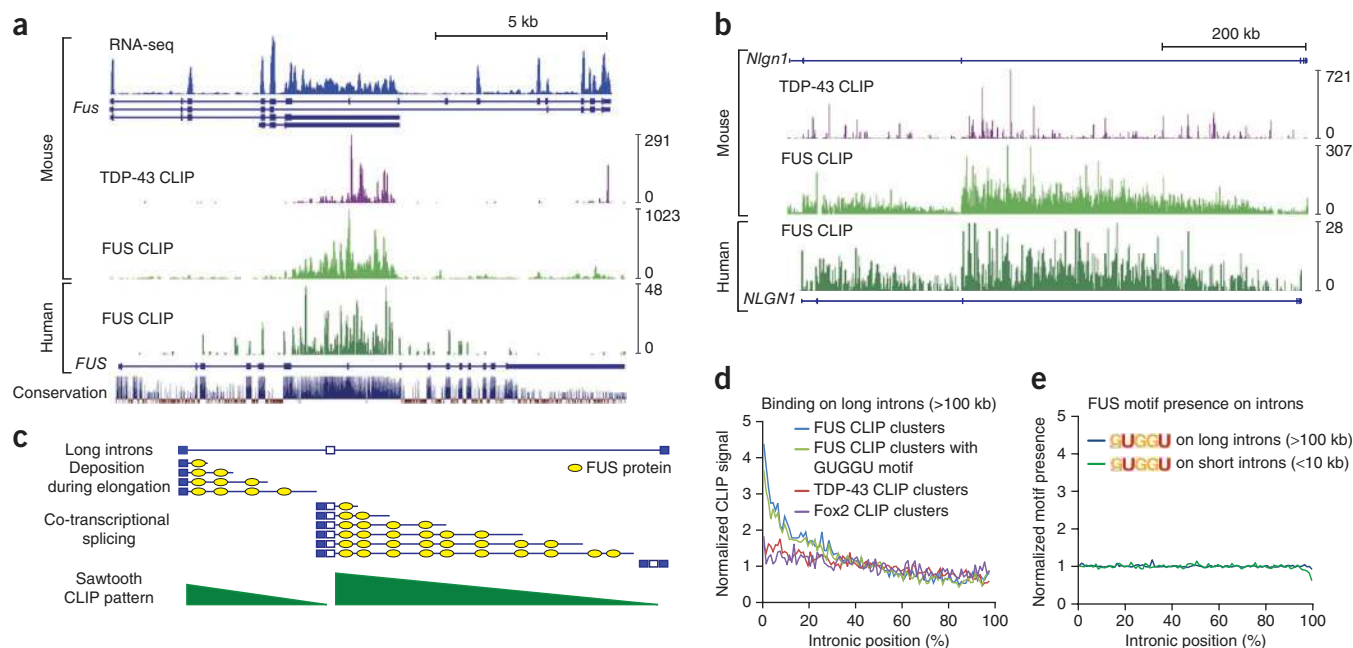 a
5 kb
RNA-seq
Fus
Mouse
291
TDP-43 CLIP
0
1023
FUS CLIP
0
Human
48
FUS CLIP
0
FUS
Conservation
b
200 kb
Nlgn1
Mouse
TDP-43 CLIP
721
0
FUS CLIP
307
0
Human
FUS CLIP
28
0
NLGN1
c
Long introns
Deposition
during elongation
FUS protein
Co-transcriptional
splicing
Sawtooth
CLIP pattern
d
Binding on long introns (>100 kb)
FUS CLIP clusters
FUS CLIP clusters with
GUGGU motif
TDP-43 CLIP clusters
Fox2 CLIP clusters
Normalized CLIP signal
5
4
3
2
1
0
0 20 40 60 80 100
Intronic position (%)
e
FUS motif presence on introns
GUGGU on long introns (>100 kb)
GUGGU on short introns (<10 kb)
Normalized motif presence
5
4
3
2
1
0
0 20 40 60 80 100
Intronic position (%)